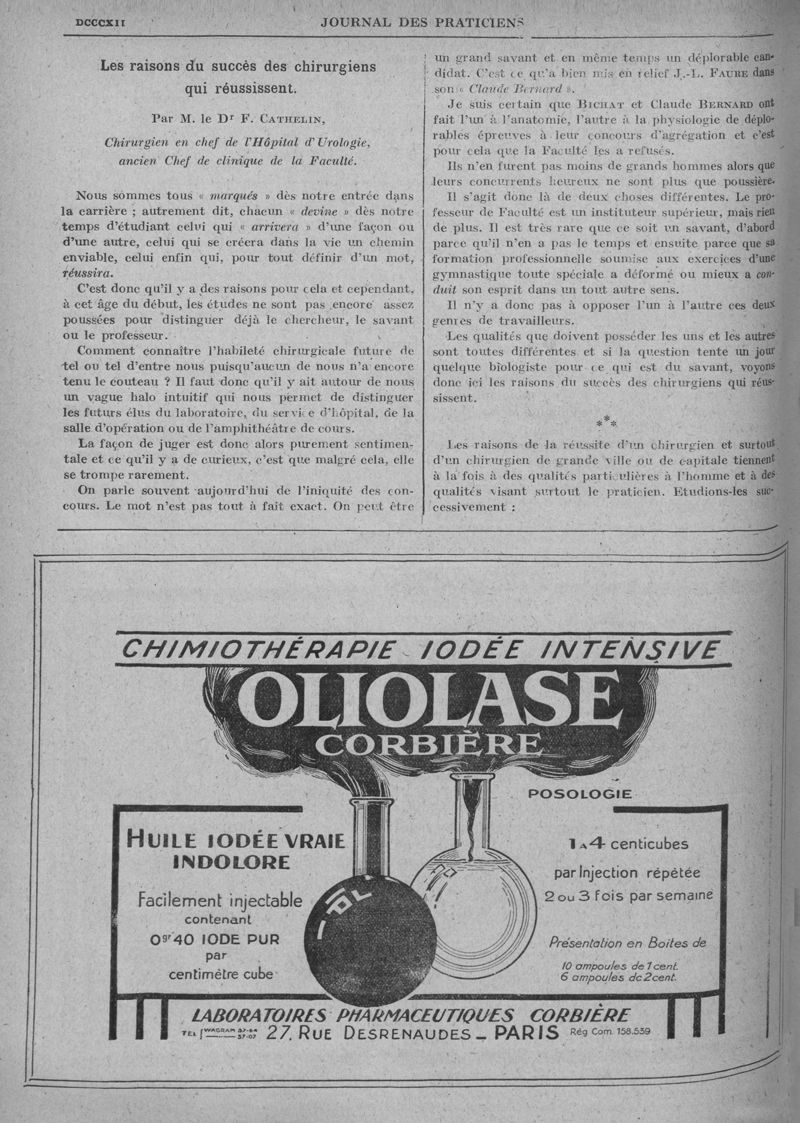 DCCCXII
JOURNAL DES PRATICIENS
Les raisons du succès des chirurgiens
qui réussissent.
Par M. le Dr F. CATHELIN,
Chirurgien en chef de l'Hôpital d'Urologie,
ancien Chef de clinique de la Faculté.
Nous sommes tous « marqués » dès notre entrée dans
la carrière ; autrement dit, chacun « devine » dès notre
temps d'étudiant celui qui « arrivera » d'une façon ou
d'une autre, celui qui se créera dans la vie un chemin
enviable, celui enfin qui, pour tout définir d'un mot,
réussira.
C'est donc qu'il y a des raisons pour cela et cependant,
à cet âge du début, les études ne sont pas encore assez
poussées pour distinguer déjà le chercheur, le savant
ou le professeur.
Comment connaître l'habileté chirurgicale future de
tel ou tel d'entre nous puisqu'aucun de nous n'a encore
tenu le couteau ? Il faut donc qu'il y ait autour de nous
un vague halo intuitif qui nous permet de distinguer
les futurs élus du laboratoire, du service d'hôpital, de la
salle d'opération ou de l'amphithéâtre de cours.
La façon de juger est donc alors purement sentimen-
tale et ce qu'il y a de curieux, c'est que malgré cela, elle
se trompe rarement.
On parle souvent aujourd'hui de l'iniquité des con-
cours. Le mot n'est pas tout à fait exact. On peut être
un grand savant et en même temps un déplorable can-
didat. C'est ce qu'a bien mis en relief J.-L. FAURE dans
son « Claude Bernard ».
Je suis certain que BICHAT et Claude BERNARD ont
fait l'un à l'anatomie, l'autre à la physiologie de déplo-
rables épreuves à leur concours d'agrégation et c'est
pour cela que la Faculté les a refusés.
Ils n'en furent pas moins de grands hommes alors que
leurs concurrents heureux ne sont plus que poussière.
Il s'agit donc là de deux choses différentes. Le pro-
fesseur de Faculté est un instituteur supérieur, mais rien
de plus. Il est très rare que ce soit un savant, d'abord
parce qu'il n'en a pas le temps et ensuite parce que sa
formation professionnelle soumise aux exercices d'une
gymnastique toute spéciale a déformé ou mieux a con-
duit son esprit dans un tout autre sens.
Il n'y a donc pas à opposer l'un à l'autre ces deux
genres de travailleurs.
Les qualités que doivent posséder les uns et les autres
sont toutes différentes et si la question tente un jour
quelque biologiste pour ce qui est du savant, voyons
donc ici les raisons du succès des chirurgiens qui réus-
sissent.
***
Les raisons de la réussite d'un chirurgien et surtout
d'un chirurgien de grande ville ou de capitale tiennent
à la fois à des qualités particulières à l'homme et à des
qualités visant surtout le praticien. Etudions-les suc-
cessivement :
CHIMIOTHÉRAPIE IODÉE INTENSIVE
OLIOLASE
CORBIÈRE
POSOLOGIE
HUILE IODÉE VRAIE
INDOLORE
Facilement injectable
contenant
0gr40 IODE PUR
par
centimètre cube
1 A 4 centicubes
par Injection répétée
2 ou 3 fois par semaine
Présentation en Boites de
10 ampoules de 1 cent.
6 ampoules de 2 cent.
LABORATOIRES PHARMACEUTIQUES CORBIÈRE
TEL WAGRAM 37-64
37-07
27, RUE DESRENAUDES _ PARIS
Rég Com. 158.539